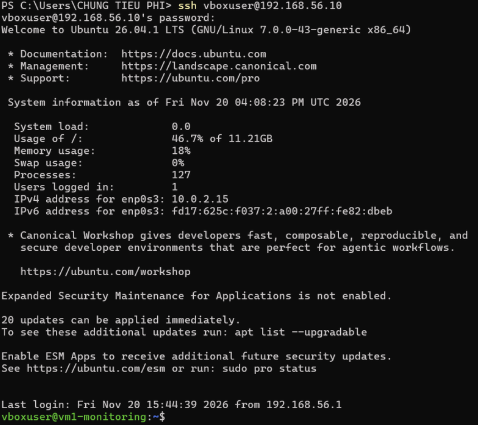 PS C:\Users\CHUNG TIEU PHI> ssh vboxuser@192.168.56.10
vboxuser@192.168.56.10's password:
Welcome to Ubuntu 26.04.1 LTS (GNU/Linux 7.0.0-43-generic x86_64)

 * Documentation:  https://docs.ubuntu.com
 * Management:     https://landscape.canonical.com
 * Support:        https://ubuntu.com/pro

 System information as of Fri Nov 20 04:08:23 PM UTC 2026

  System load:             0.0
  Usage of /:              46.7% of 11.21GB
  Memory usage:            18%
  Swap usage:              0%
  Processes:               127
  Users logged in:         1
  IPv4 address for enp0s3: 10.0.2.15
  IPv6 address for enp0s3: fd17:625c:f037:2:a00:27ff:fe82:dbeb

 * Canonical Workshop gives developers fast, composable, reproducible, and
   secure developer environments that are perfect for agentic workflows.

   https://ubuntu.com/workshop

Expanded Security Maintenance for Applications is not enabled.

20 updates can be applied immediately.
To see these additional updates run: apt list --upgradable

Enable ESM Apps to receive additional future security updates.
See https://ubuntu.com/esm or run: sudo pro status

Last login: Fri Nov 20 15:44:39 2026 from 192.168.56.1
vboxuser@vm1-monitoring:~$